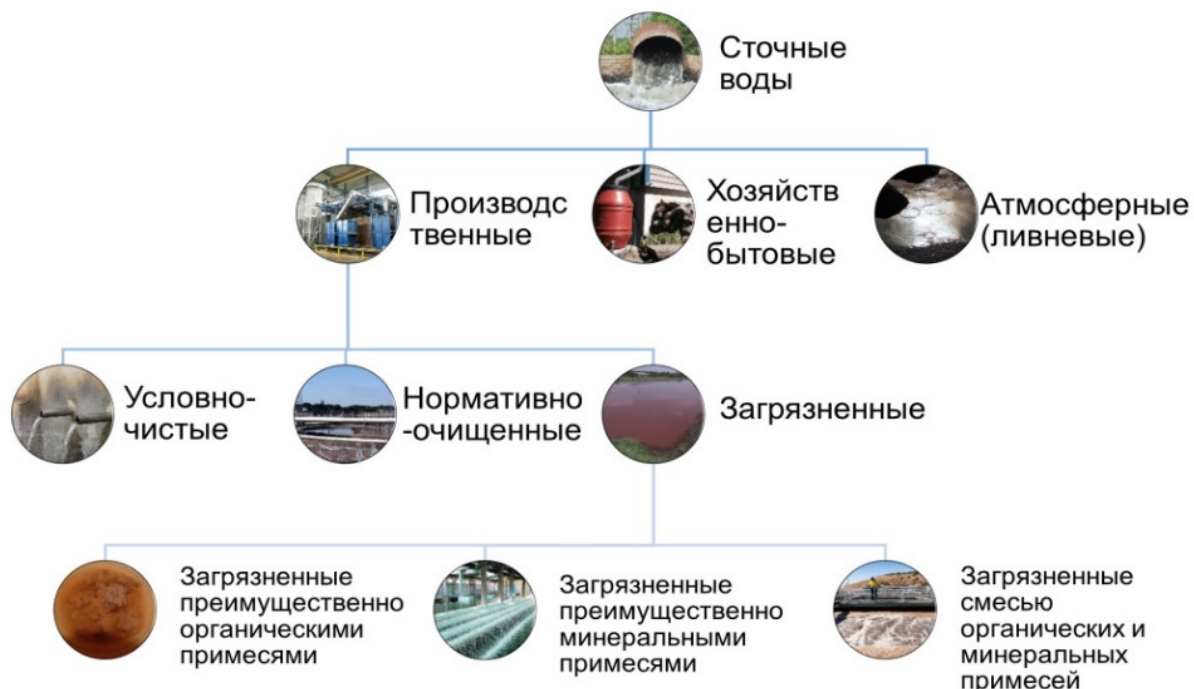 Сточные
воды
Производс
твенные
Хозяйств
енно-
бытовые
Атмосферные
(ливневые)
Условно-
чистые
Нормативно
-очищенные
Загрязненные
Загрязненные
преимущественно
органическими
примесями
Загрязненные
преимущественно
минеральными
примесями
Загрязненные
смесью
органических и
минеральных
примесей